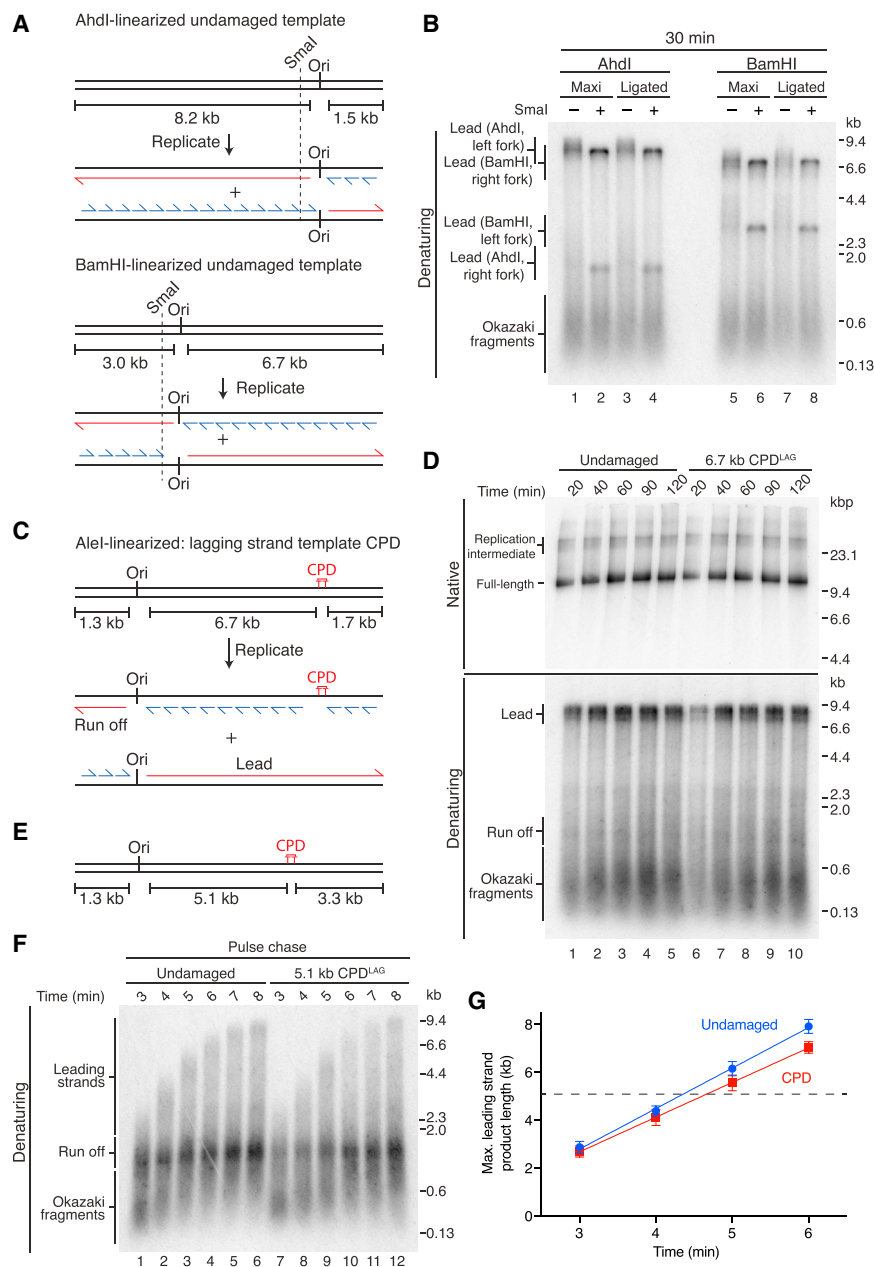 A
AhdI-linearized undamaged template
SmaI
Ori
8.2 kb
1.5 kb
Replicate
+
Ori
BamHI-linearized undamaged template
SmaI
Ori
3.0 kb
6.7 kb
Replicate
Ori
+
Ori
B
30 min
AhdI
BamHI
Maxi
Ligated
Maxi
Ligated
SmaI
− + − + − + − +
kb
Denaturing
Lead (AhdI,
left fork)
Lead (BamHI,
right fork)
Lead (BamHI,
left fork)
Lead (AhdI,
right fork)
Okazaki
fragments
9.4
6.6
4.4
2.3
2.0
0.6
0.13
1 2 3 4 5 6 7 8
C
AleI-linearized: lagging strand template CPD
Ori
CPD
1.3 kb
6.7 kb
1.7 kb
Replicate
Ori
CPD
Run off
+
Ori
Lead
D
Undamaged
6.7 kb CPDLAG
Time (min)
20 40 60 90 120 20 40 60 90 120
kbp
Native
Replication
intermediate
Full-length
23.1
9.4
6.6
4.4
kb
Denaturing
Lead
Run off
Okazaki
fragments
9.4
6.6
4.4
2.3
2.0
0.6
0.13
1 2 3 4 5 6 7 8 9 10
E
Ori
CPD
1.3 kb
5.1 kb
3.3 kb
F
Pulse chase
Undamaged
5.1 kb CPDLAG
Time (min)
3 4 5 6 7 8 3 4 5 6 7 8
kb
Denaturing
Leading
strands
Run off
Okazaki
fragments
9.4
6.6
4.4
2.3
2.0
0.6
0.13
1 2 3 4 5 6 7 8 9 10 11 12
G
Max. leading strand
product length (kb)
8
6
4
2
0
Undamaged
CPD
3 4 5 6
Time (min)